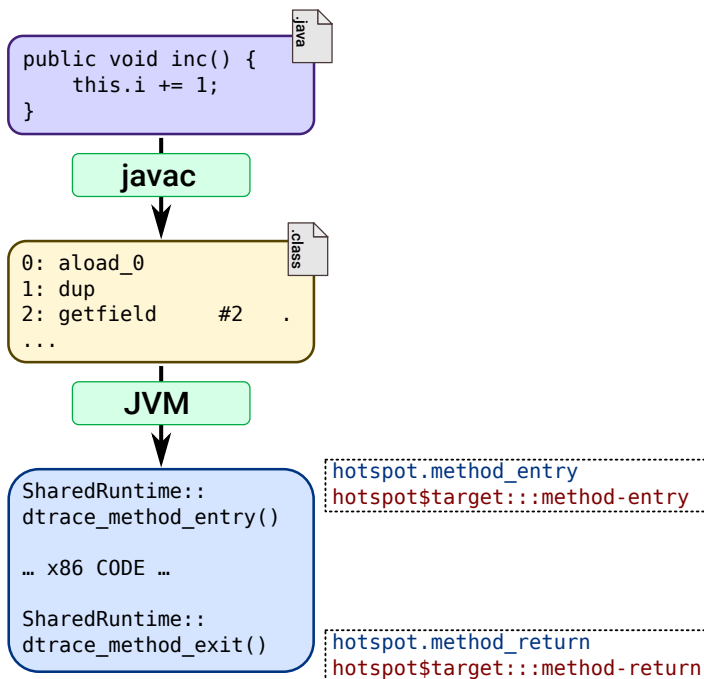 .java
public void inc() {
    this.i += 1;
}
javac
.class
0: aload_0
1: dup
2: getfield     #2   .
...
JVM
SharedRuntime::
dtrace_method_entry()
… x86 CODE …
SharedRuntime::
dtrace_method_exit()
hotspot.method_entry
hotspot$target:::method-entry
hotspot.method_return
hotspot$target:::method-return